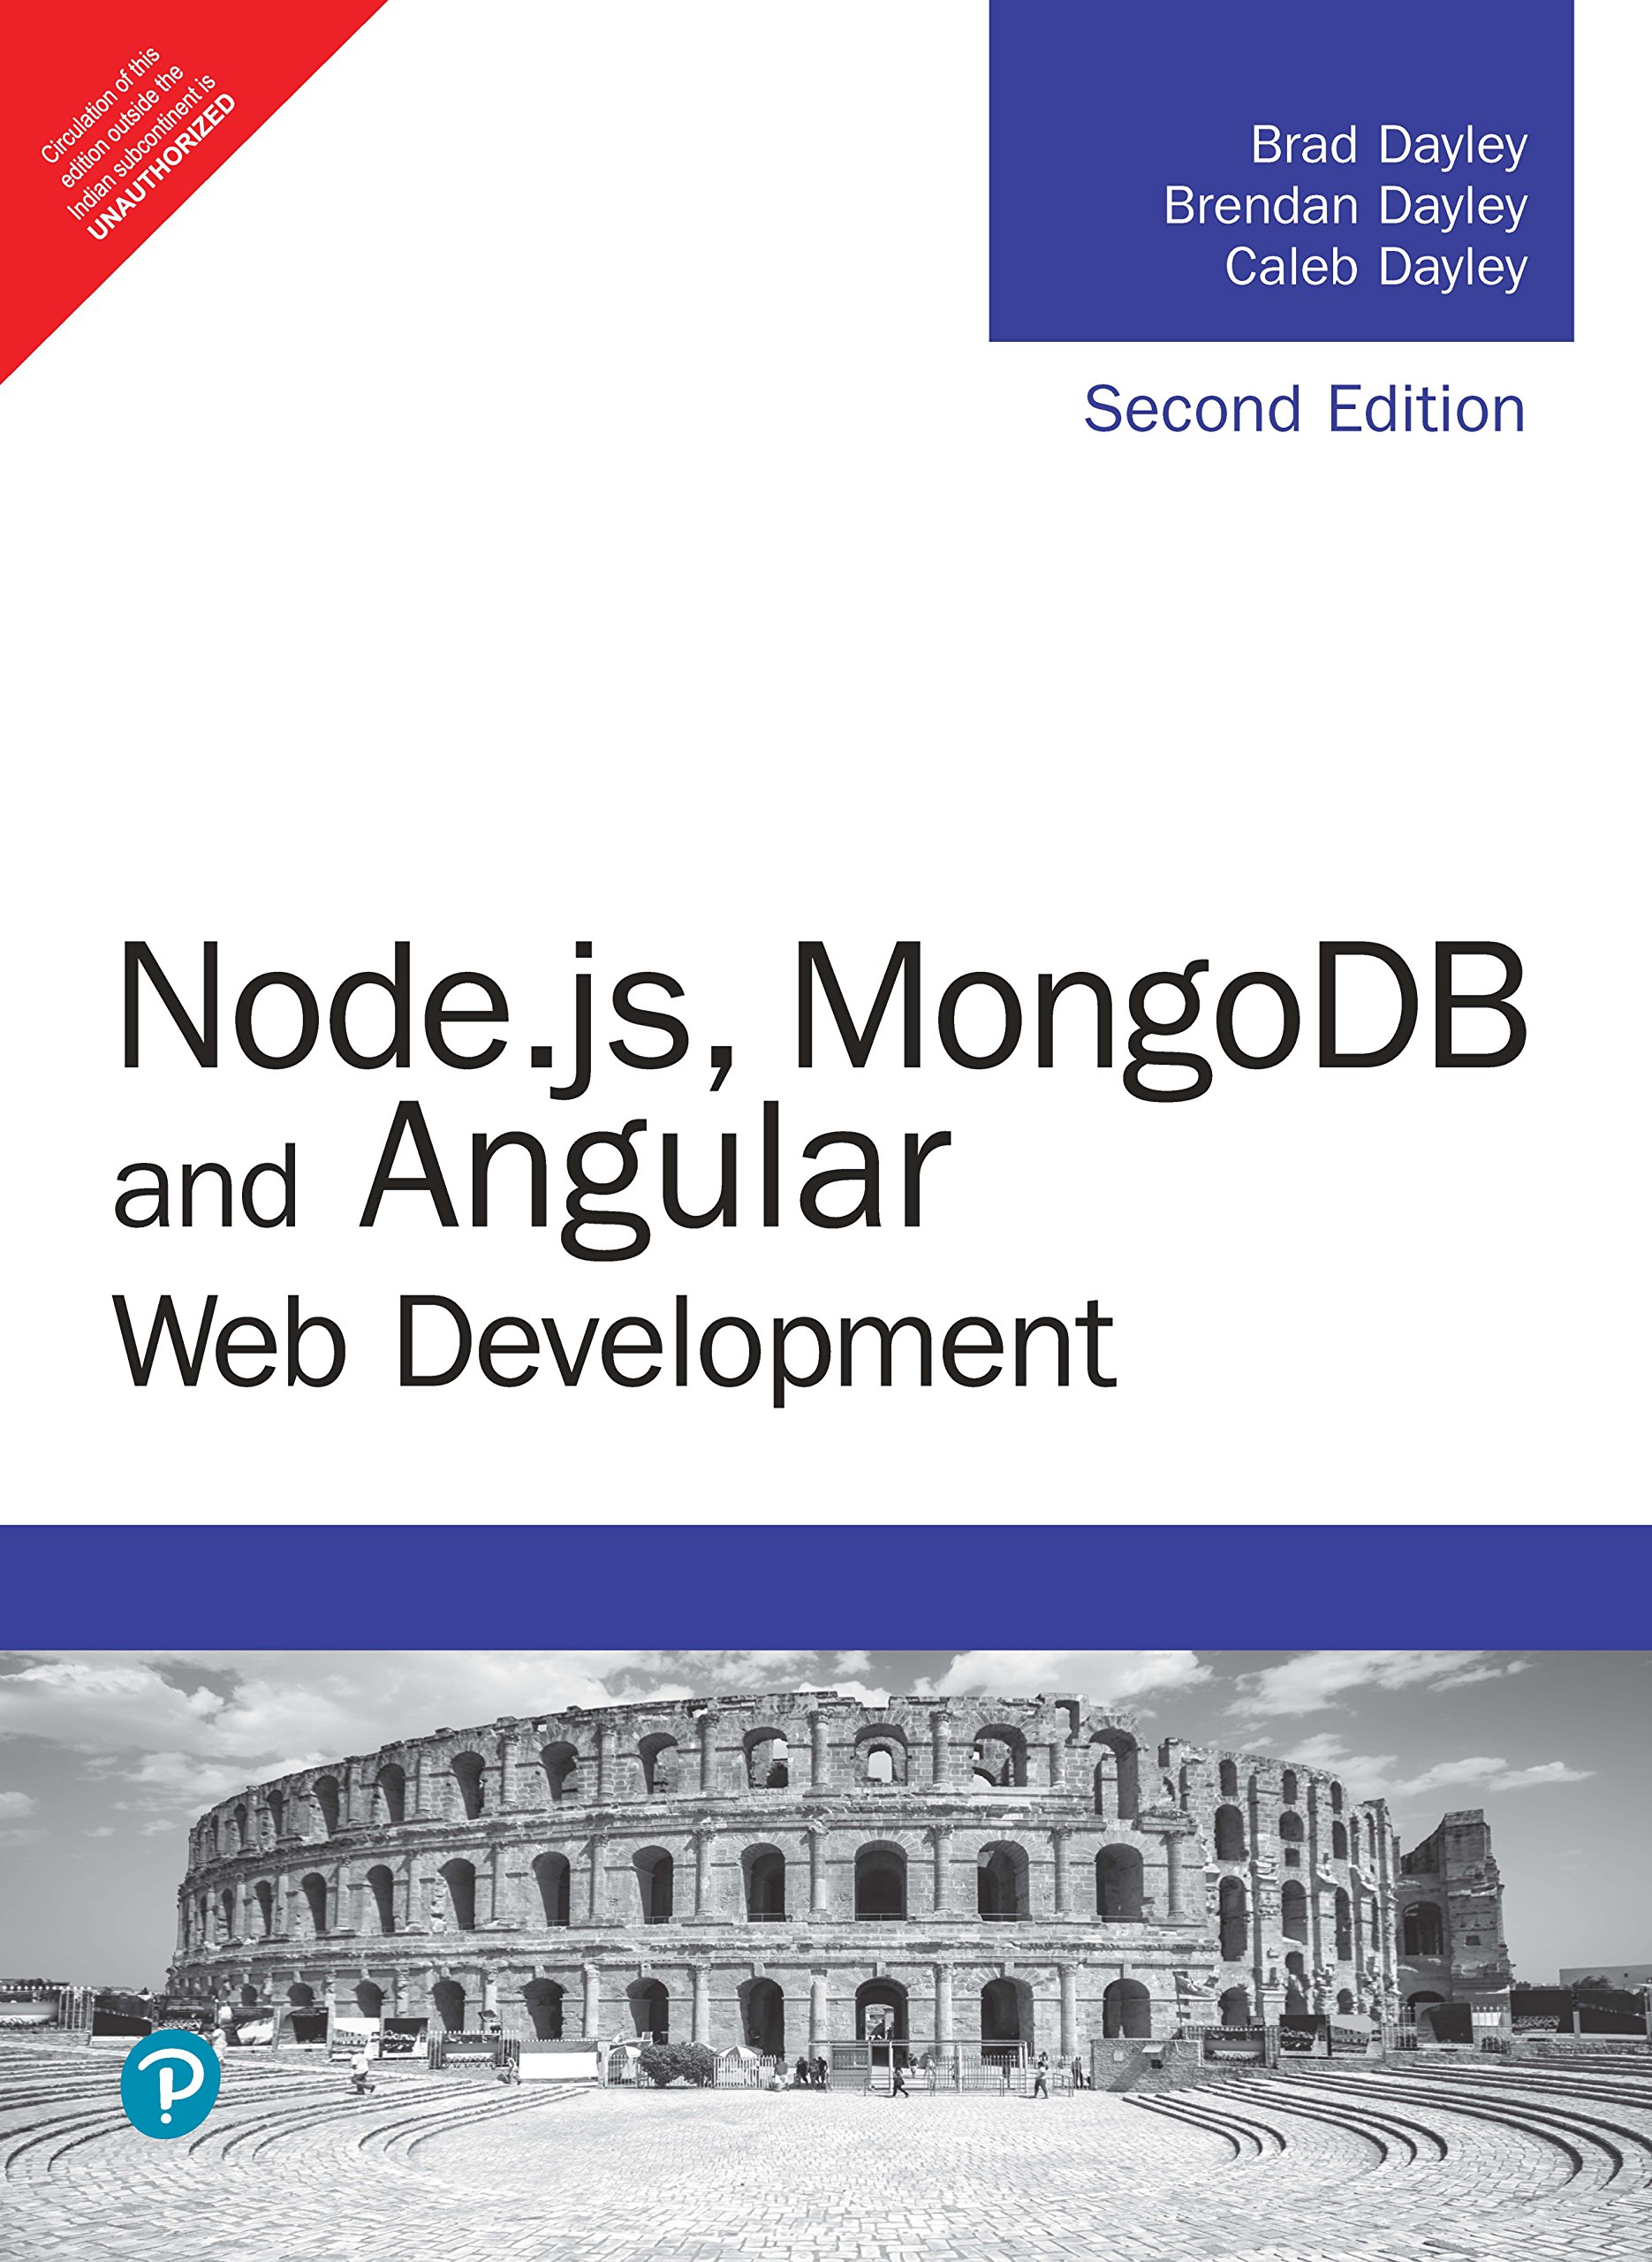 Circulation of this
edition outside the
Indian subcontinent is
UNAUTHORIZED
Brad Dayley
Brendan Dayley
Caleb Dayley
Second Edition
Node.js, MongoDB
and Angular
Web Development